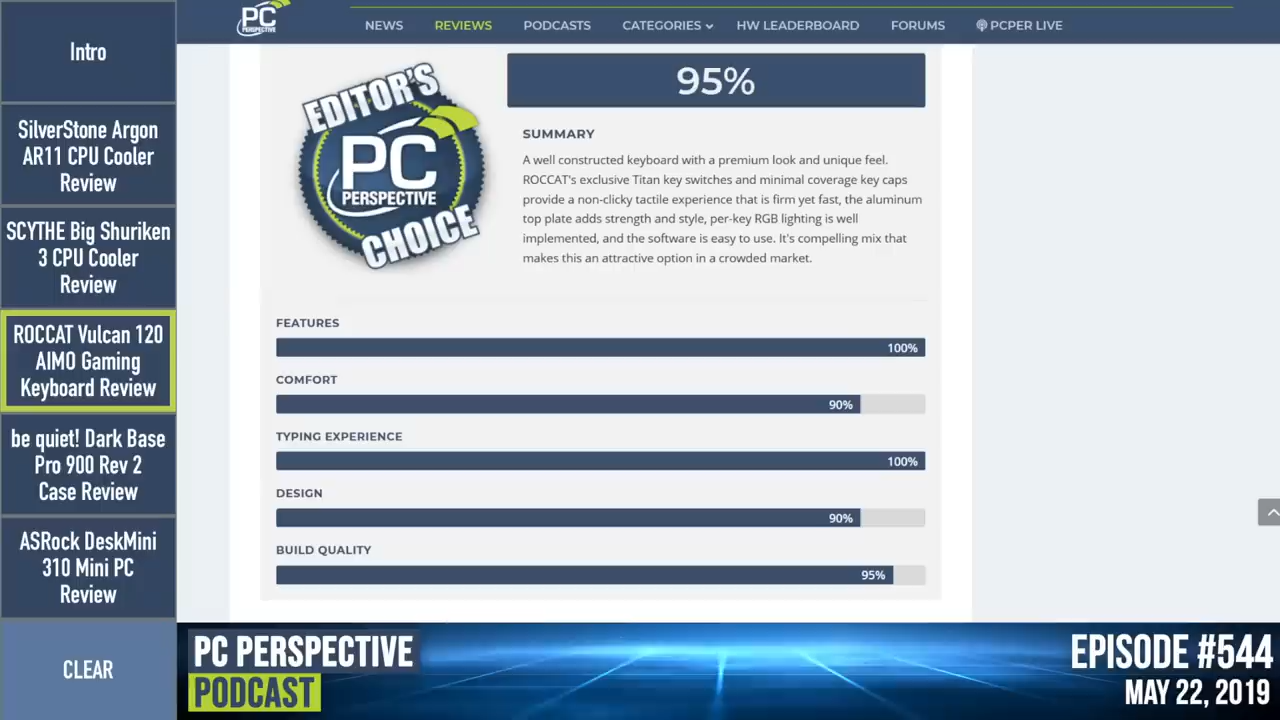 Intro
SilverStone Argon
AR11 CPU Cooler
Review
SCYTHE Big Shuriken
3 CPU Cooler
Review
ROCCAT Vulcan 120
AIMO Gaming
Keyboard Review
be quiet! Dark Base
Pro 900 Rev 2
Case Review
ASRock DeskMini
310 Mini PC
Review
CLEAR
PC
PERSPECTIVE
NEWS REVIEWS PODCASTS CATEGORIES HW LEADERBOARD FORUMS PCPER LIVE
EDITOR'S
PC
PERSPECTIVE
CHOICE
95%
SUMMARY
A well constructed keyboard with a premium look and unique feel.
ROCCAT's exclusive Titan key switches and minimal coverage key caps
provide a non-clicky tactile experience that is firm yet fast, the aluminum
top plate adds strength and style, per-key RGB lighting is well
implemented, and the software is easy to use. It's compelling mix that
makes this an attractive option in a crowded market.
FEATURES
100%
COMFORT
90%
TYPING EXPERIENCE
100%
DESIGN
90%
BUILD QUALITY
95%
PC PERSPECTIVE
PODCAST
EPISODE #544
MAY 22, 2019